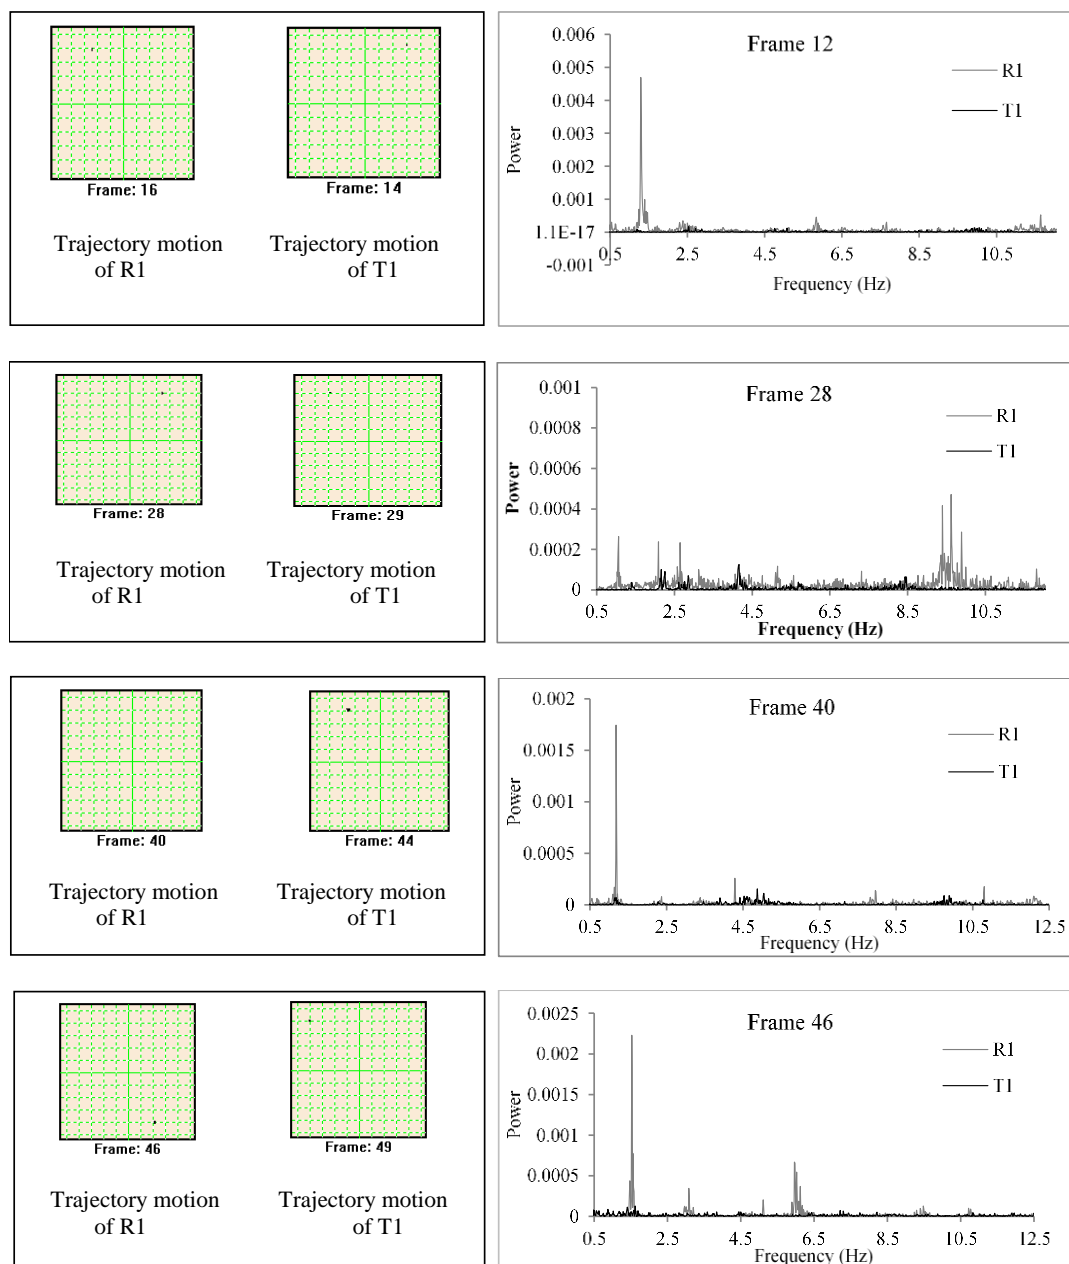 Frame: 16
Frame: 14
Trajectory motion
of R1
Trajectory motion
of T1
Frame 12
R1
T1
Power
0.006
0.005
0.004
0.003
0.002
0.001
1.1E-17
-0.001
0.5
2.5
4.5
6.5
8.5
10.5
Frequency (Hz)
Frame: 28
Frame: 29
Trajectory motion
of R1
Trajectory motion
of T1
Frame 28
R1
T1
Power
0.001
0.0008
0.0006
0.0004
0.0002
0
0.5
2.5
4.5
6.5
8.5
10.5
Frequency (Hz)
Frame: 40
Frame: 44
Trajectory motion
of R1
Trajectory motion
of T1
Frame 40
R1
T1
Power
0.002
0.0015
0.001
0.0005
0
0.5
2.5
4.5
6.5
8.5
10.5
12.5
Frequency (Hz)
Frame: 46
Frame: 49
Trajectory motion
of R1
Trajectory motion
of T1
Frame 46
R1
T1
Power
0.0025
0.002
0.0015
0.001
0.0005
0
0.5
2.5
4.5
6.5
8.5
10.5
12.5
Frequency (Hz)